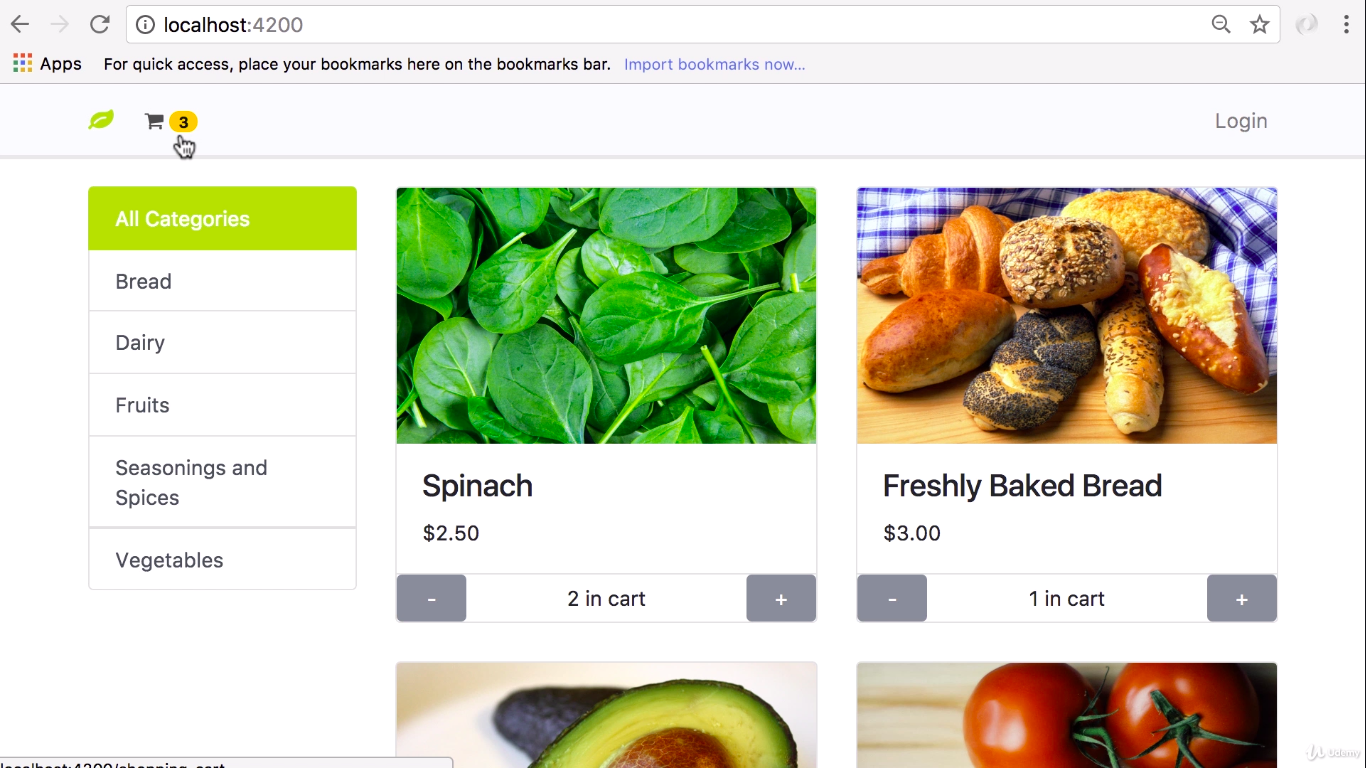 localhost:4200
Apps
For quick access, place your bookmarks here on the bookmarks bar. Import bookmarks now...
3
Login
All Categories
Bread
Dairy
Fruits
Seasonings and
Spices
Vegetables
Spinach
$2.50
- 2 in cart +
Freshly Baked Bread
$3.00
- 1 in cart +
localhost:4200/shopping-cart
Udemy